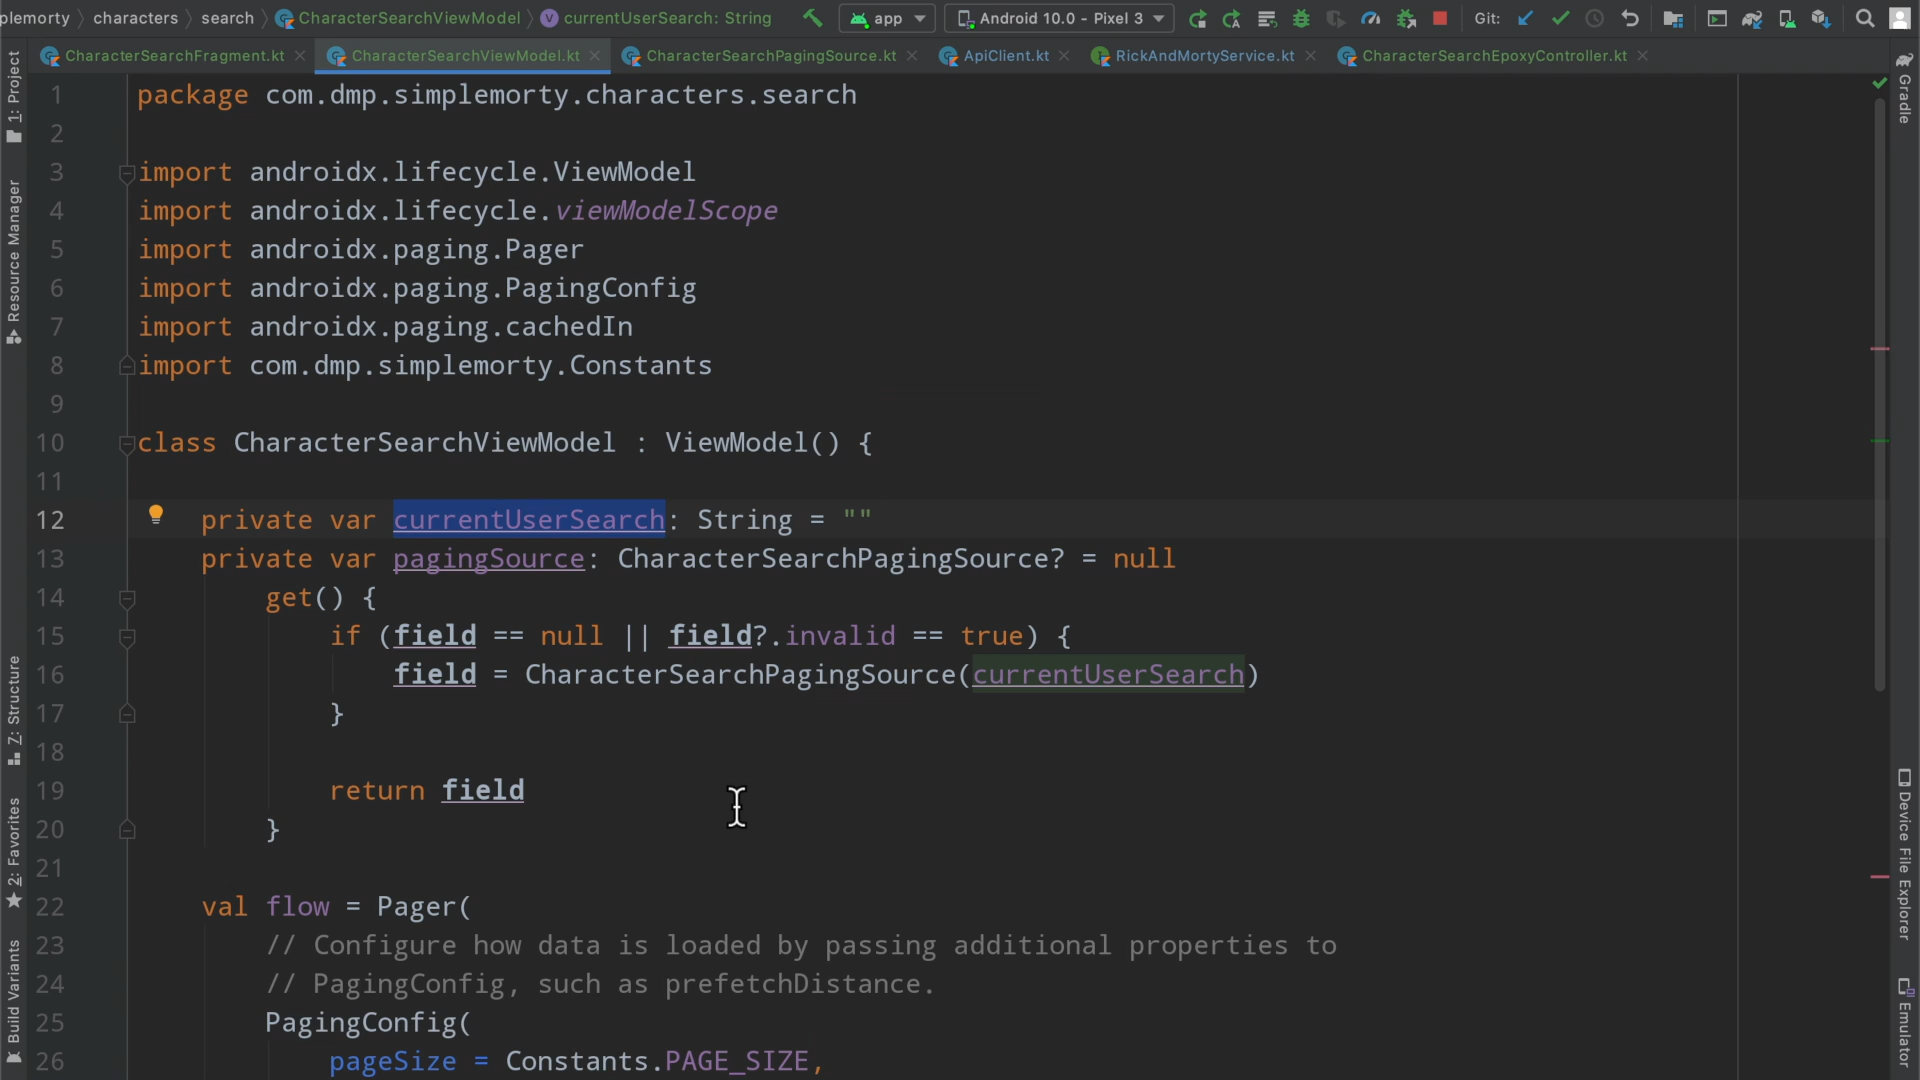 plemorty characters search CharacterSearchViewModel currentUserSearch: String app Android 10.0 - Pixel 3 Git:
CharacterSearchFragment.kt CharacterSearchViewModel.kt CharacterSearchPagingSource.kt ApiClient.kt RickAndMortyService.kt CharacterSearchEpoxyController.kt
1 package com.dmp.simplemorty.characters.search
2
3 import androidx.lifecycle.ViewModel
4 import androidx.lifecycle.viewModelScope
5 import androidx.paging.Pager
6 import androidx.paging.PagingConfig
7 import androidx.paging.cachedIn
8 import com.dmp.simplemorty.Constants
9
10 class CharacterSearchViewModel : ViewModel() {
11
12 private var currentUserSearch: String = ""
13 private var pagingSource: CharacterSearchPagingSource? = null
14 get() {
15 if (field == null || field?.invalid == true) {
16 field = CharacterSearchPagingSource(currentUserSearch)
17 }
18
19 return field
20 }
21
22 val flow = Pager(
23 // Configure how data is loaded by passing additional properties to
24 // PagingConfig, such as prefetchDistance.
25 PagingConfig(
26 pageSize = Constants.PAGE_SIZE,
1: Project
Resource Manager
Z: Structure
2: Favorites
Build Variants
Gradle
Device File Explorer
Emulator